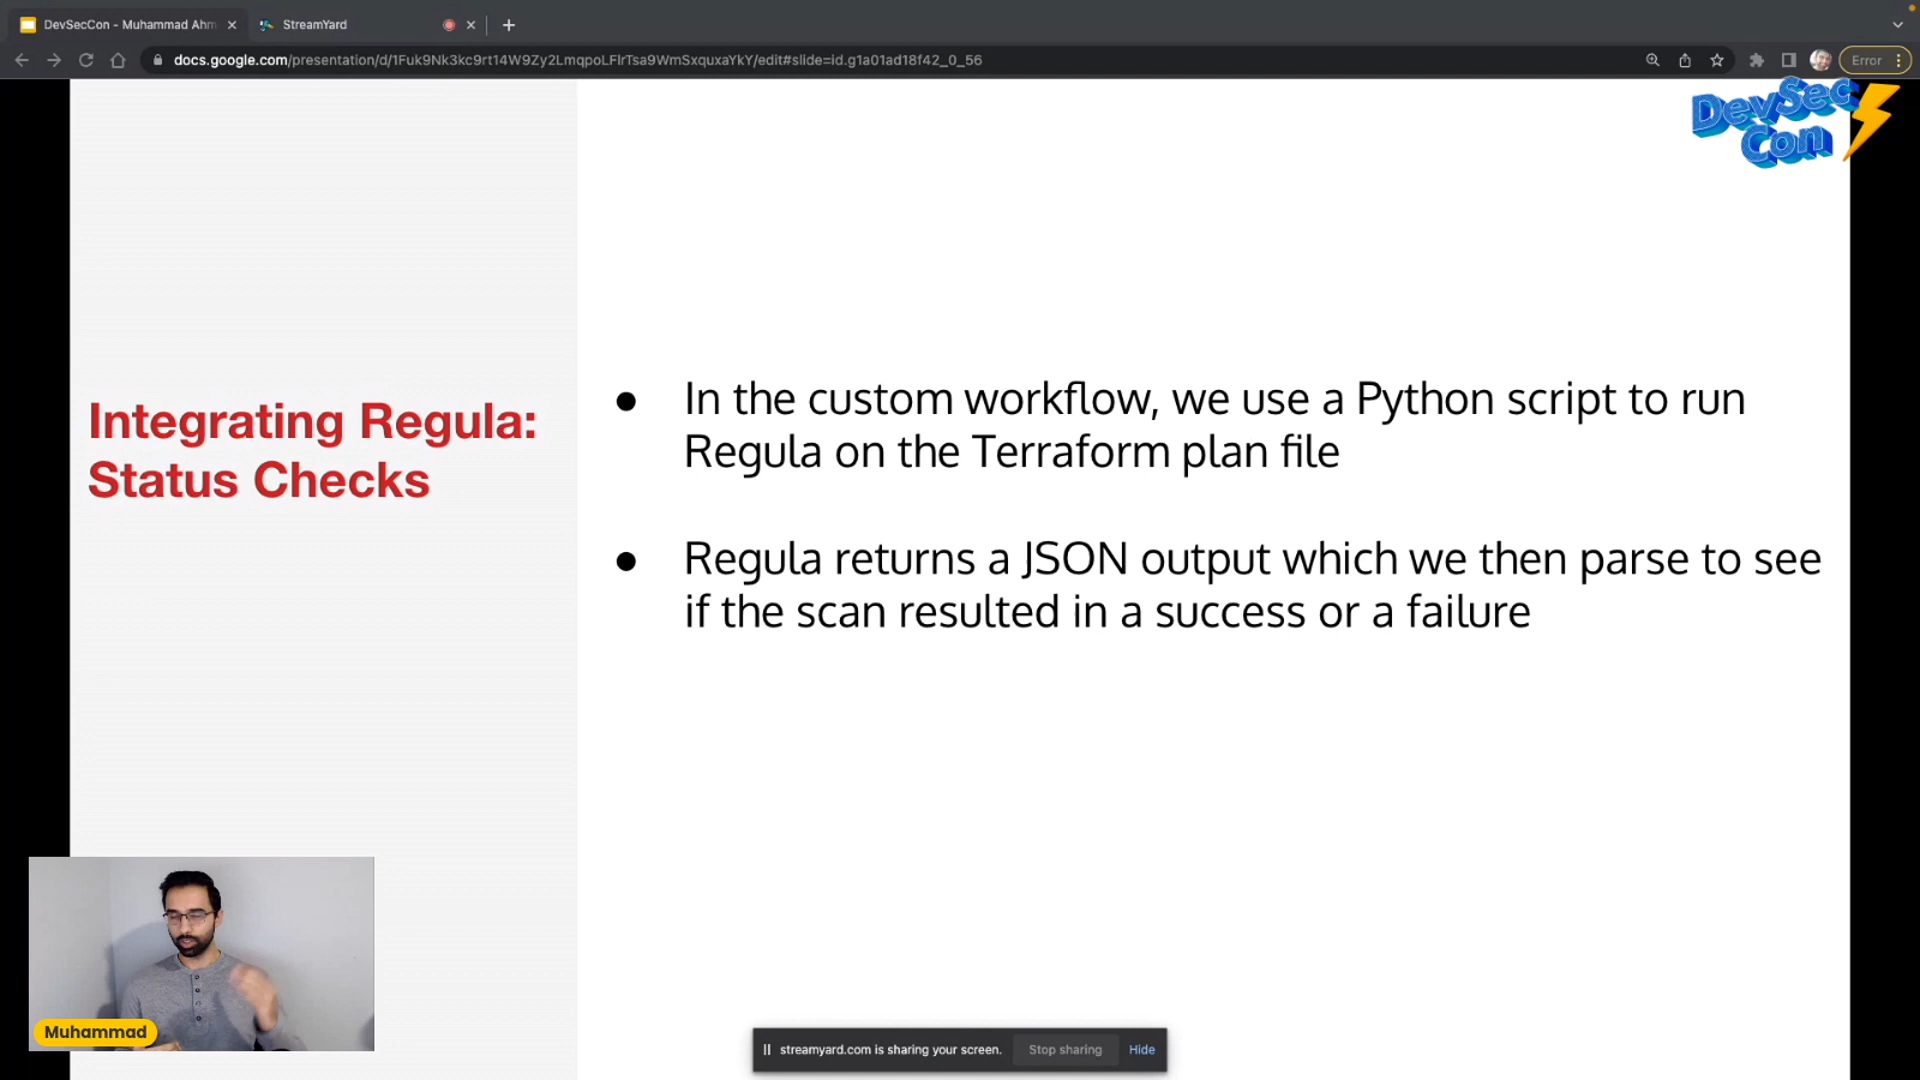 DevSecCon - Muhammad Ahm
StreamYard
docs.google.com/presentation/d/1Fuk9Nk3kc9rt14W9Zy2LmqpoLFlrTsa9WmSxquxaYkY/edit#slide=id.g1a01ad18f42_0_56
Error
DevSec
Con
Integrating Regula:
Status Checks
● In the custom workflow, we use a Python script to run
Regula on the Terraform plan file
● Regula returns a JSON output which we then parse to see
if the scan resulted in a success or a failure
Muhammad
streamyard.com is sharing your screen.
Stop sharing
Hide